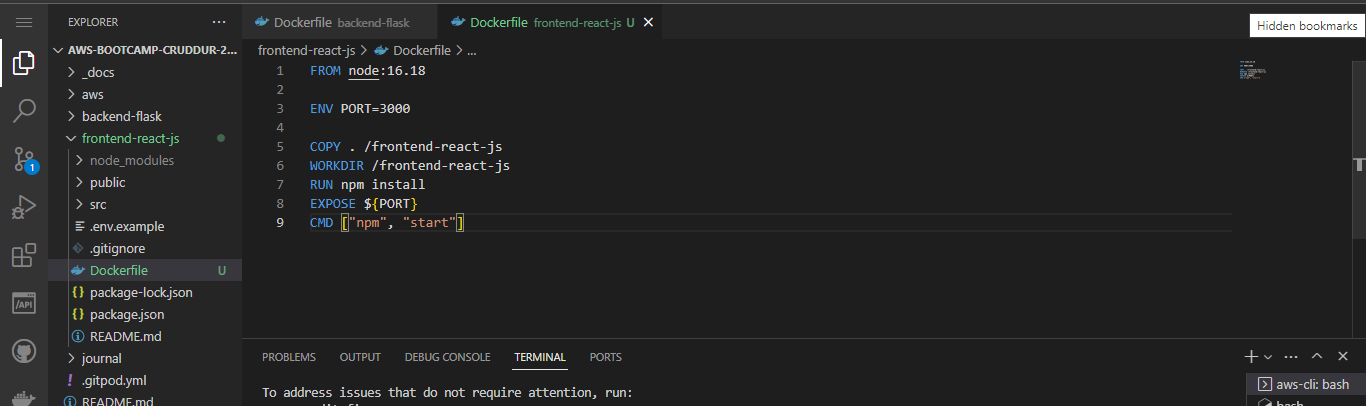 EXPLORER
Dockerfile backend-flask
Dockerfile frontend-react-js U
Hidden bookmarks
AWS-BOOTCAMP-CRUDDUR-2...
_docs
aws
backend-flask
frontend-react-js
node_modules
public
src
.env.example
.gitignore
Dockerfile U
package-lock.json
package.json
README.md
journal
.gitpod.yml
README.md
1
/API
frontend-react-js > Dockerfile > ...
1 FROM node:16.18
2
3 ENV PORT=3000
4
5 COPY . /frontend-react-js
6 WORKDIR /frontend-react-js
7 RUN npm install
8 EXPOSE ${PORT}
9 CMD ["npm", "start"]
PROBLEMS OUTPUT DEBUG CONSOLE TERMINAL PORTS
To address issues that do not require attention, run:
aws-cli: bash
bash